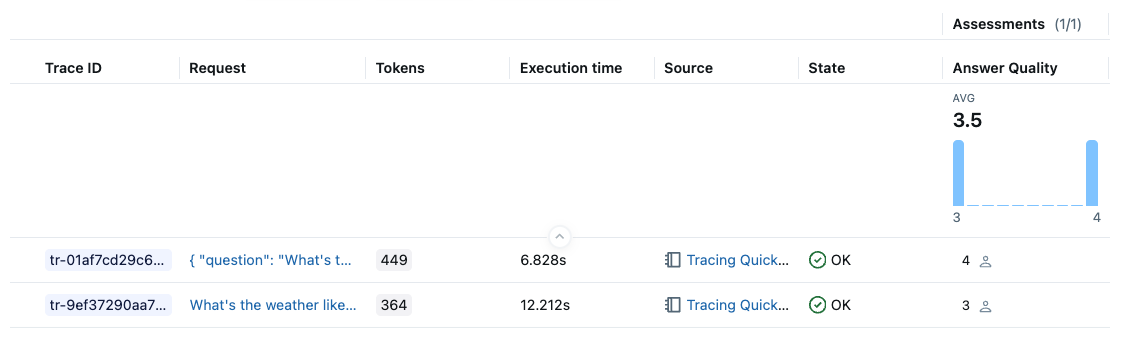 Assessments (1/1)
Trace ID Request Tokens Execution time Source State Answer Quality
AVG
3.5
3 4
tr-01af7cd29c6... { "question": "What's t... 449 6.828s Tracing Quick... OK 4
tr-9ef37290aa7... What's the weather like... 364 12.212s Tracing Quick... OK 3